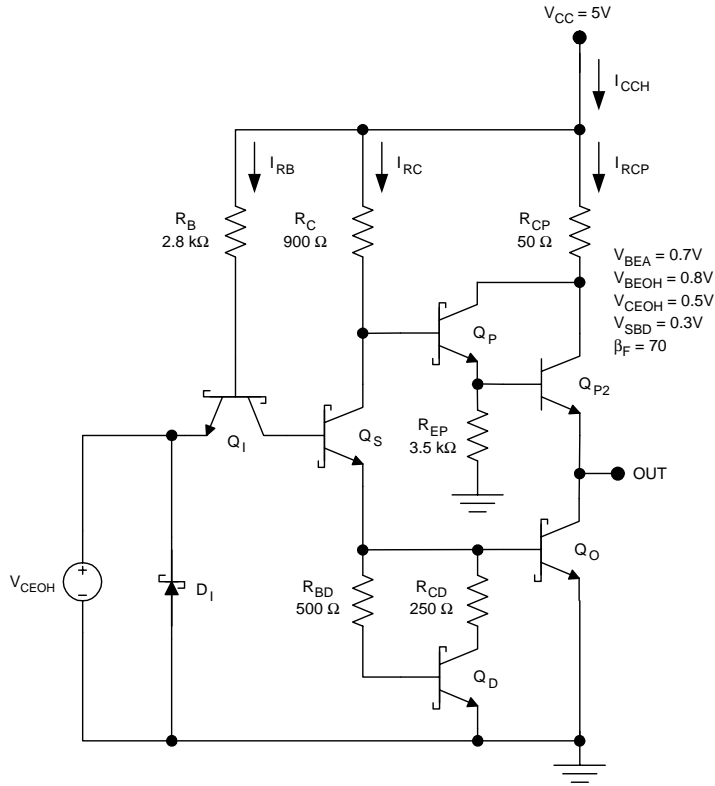 V_CC = 5V
I_CCH
I_RB
I_RC
I_RCP
R_B
2.8 kΩ
R_C
900 Ω
R_CP
50 Ω
V_BEA = 0.7V
V_BEOH = 0.8V
V_CEOH = 0.5V
V_SBD = 0.3V
β_F = 70
Q_P
Q_P2
Q_I
Q_S
R_EP
3.5 kΩ
OUT
Q_O
V_CEOH
+
−
D_I
R_BD
500 Ω
R_CD
250 Ω
Q_D